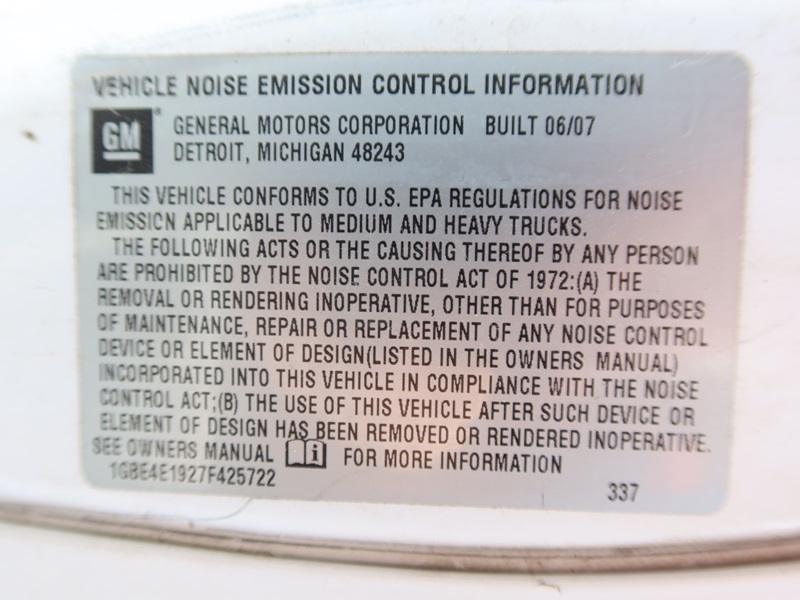 VEHICLE NOISE EMISSION CONTROL INFORMATION
GM® GENERAL MOTORS CORPORATION BUILT 06/07
DETROIT, MICHIGAN 48243
THIS VEHICLE CONFORMS TO U.S. EPA REGULATIONS FOR NOISE
EMISSION APPLICABLE TO MEDIUM AND HEAVY TRUCKS.
THE FOLLOWING ACTS OR THE CAUSING THEREOF BY ANY PERSON
ARE PROHIBITED BY THE NOISE CONTROL ACT OF 1972:(A) THE
REMOVAL OR RENDERING INOPERATIVE, OTHER THAN FOR PURPOSES
OF MAINTENANCE, REPAIR OR REPLACEMENT OF ANY NOISE CONTROL
DEVICE OR ELEMENT OF DESIGN(LISTED IN THE OWNERS MANUAL)
INCORPORATED INTO THIS VEHICLE IN COMPLIANCE WITH THE NOISE
CONTROL ACT;(B) THE USE OF THIS VEHICLE AFTER SUCH DEVICE OR
ELEMENT OF DESIGN HAS BEEN REMOVED OR RENDERED INOPERATIVE.
SEE OWNERS MANUAL i FOR MORE INFORMATION
1GBE4E1927F425722
337